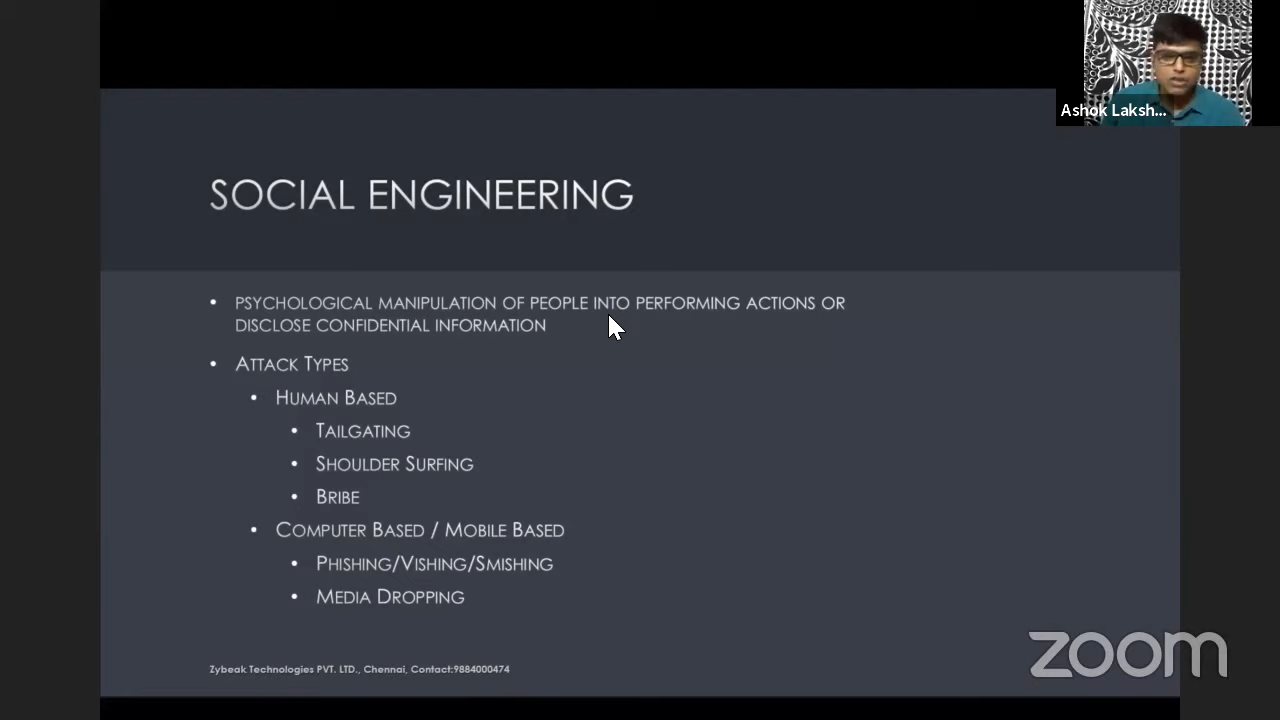 Ashok Laksh...
SOCIAL ENGINEERING
• PSYCHOLOGICAL MANIPULATION OF PEOPLE INTO PERFORMING ACTIONS OR
DISCLOSE CONFIDENTIAL INFORMATION
• ATTACK TYPES
• HUMAN BASED
• TAILGATING
• SHOULDER SURFING
• BRIBE
• COMPUTER BASED / MOBILE BASED
• PHISHING/VISHING/SMISHING
• MEDIA DROPPING
Zybeak Technologies PVT. LTD., Chennai, Contact:9884000474
zoom